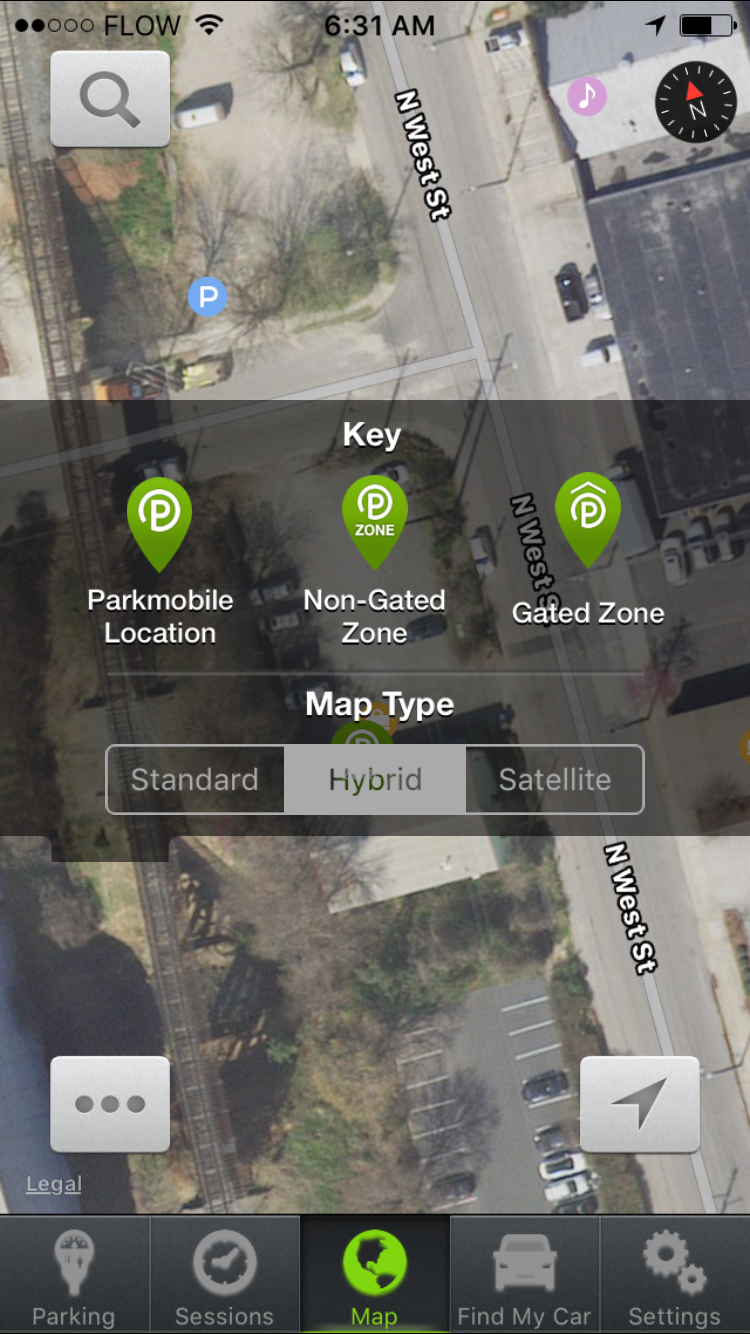 FLOW
6:31 AM
N West St
N
P
Key
P
P
ZONE
P
Parkmobile
Location
Non-Gated
Zone
Gated Zone
N West St
Map Type
Standard
Hybrid
Satellite
N West St
Legal
Parking
Sessions
Map
Find My Car
Settings